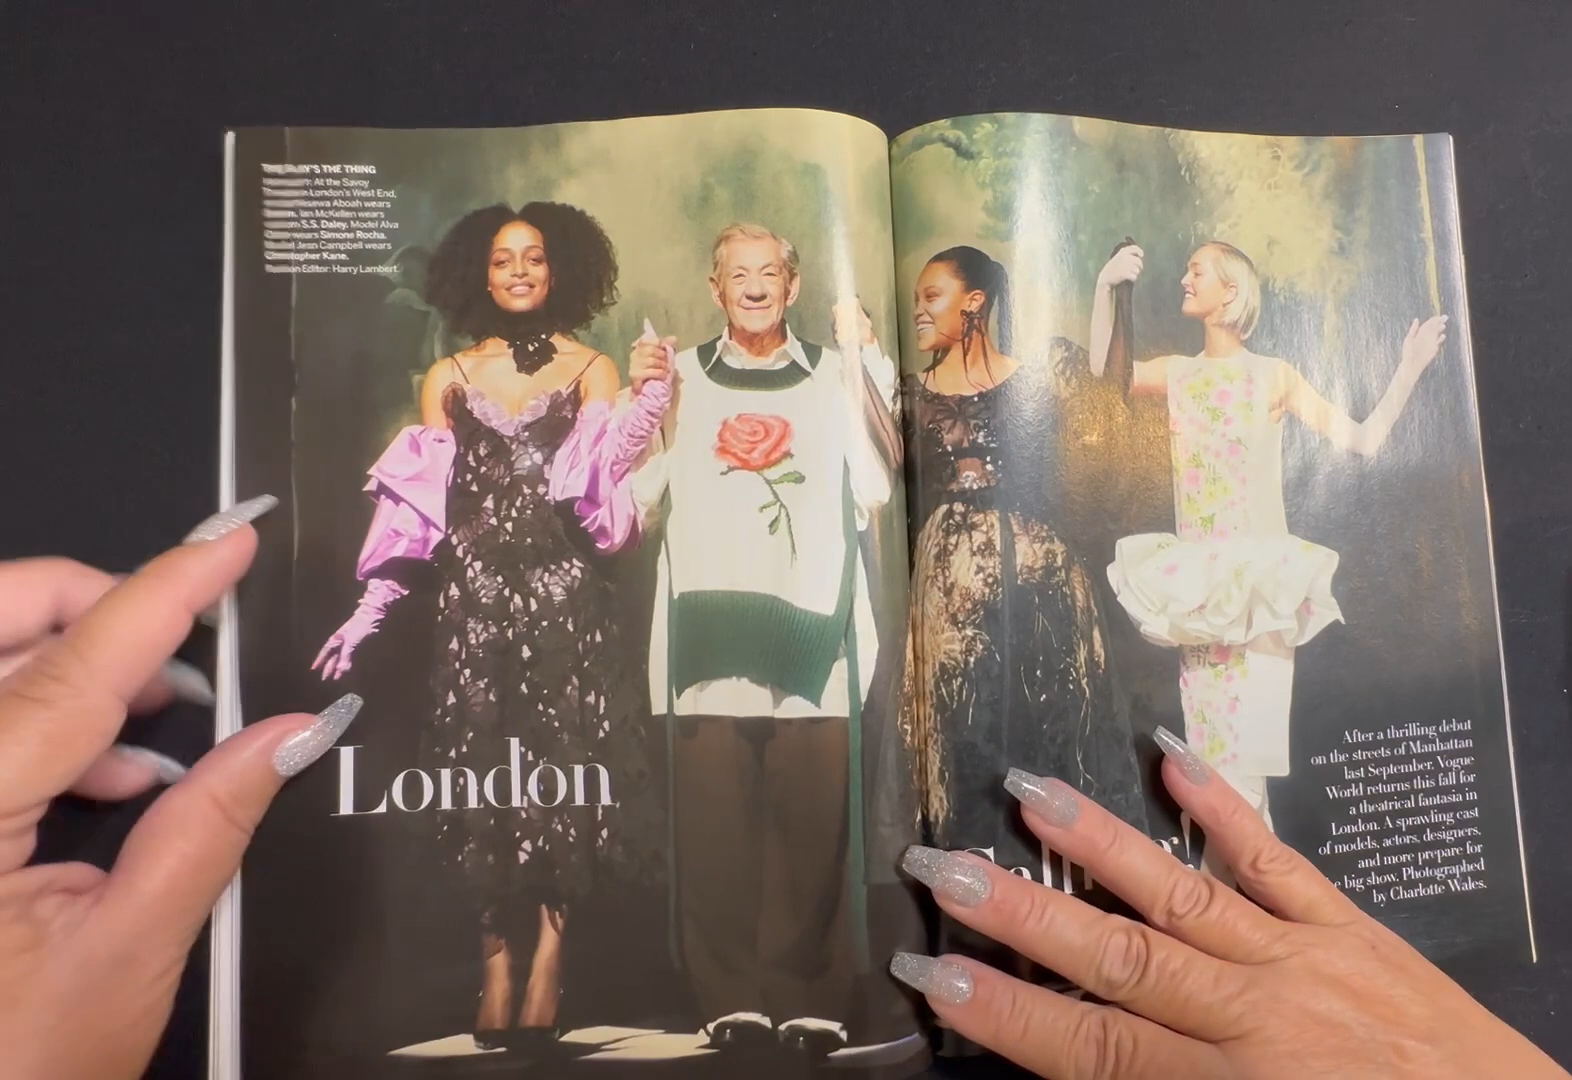 THE PLAY'S THE THING
At the Savoy
London's West End,
Aboah wears
Ian McKellen wears
S.S. Daley. Model Alva
wears Simone Rocha.
Jean Campbell wears
Christopher Kane.
Editor: Harry Lambert.
London
After a thrilling debut
on the streets of Manhattan
last September, Vogue
World returns this fall for
a theatrical fantasia in
London. A sprawling cast
of models, actors, designers,
and more prepare for
big show. Photographed
by Charlotte Wales.